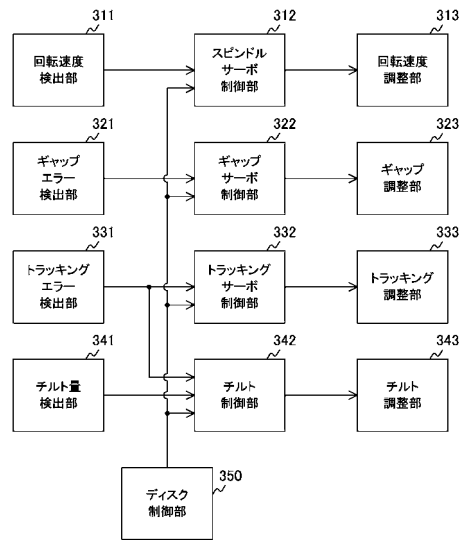 311
回転速度
検出部
312
スピンドル
サーボ
制御部
313
回転速度
調整部
321
ギャップ
エラー
検出部
322
ギャップ
サーボ
制御部
323
ギャップ
調整部
331
トラッキング
エラー
検出部
332
トラッキング
サーボ
制御部
333
トラッキング
調整部
341
チルト量
検出部
342
チルト
制御部
343
チルト
調整部
350
ディスク
制御部